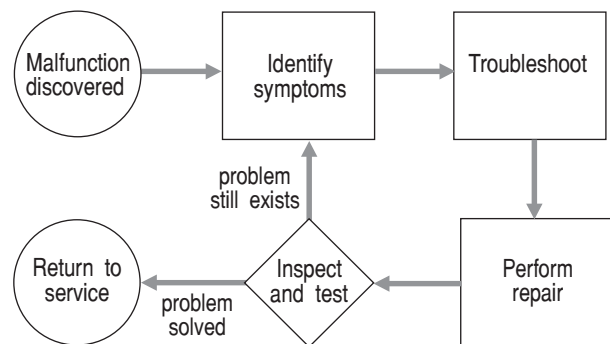 Malfunction
discovered
Identify
symptoms
Troubleshoot
problem
still exists
Return to
service
problem
solved
Inspect
and test
Perform
repair